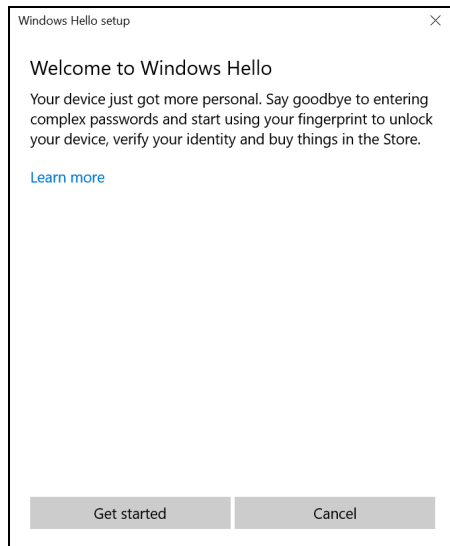 Windows Hello setup
Welcome to Windows Hello
Your device just got more personal. Say goodbye to entering
complex passwords and start using your fingerprint to unlock
your device, verify your identity and buy things in the Store.
Learn more
Get started
Cancel